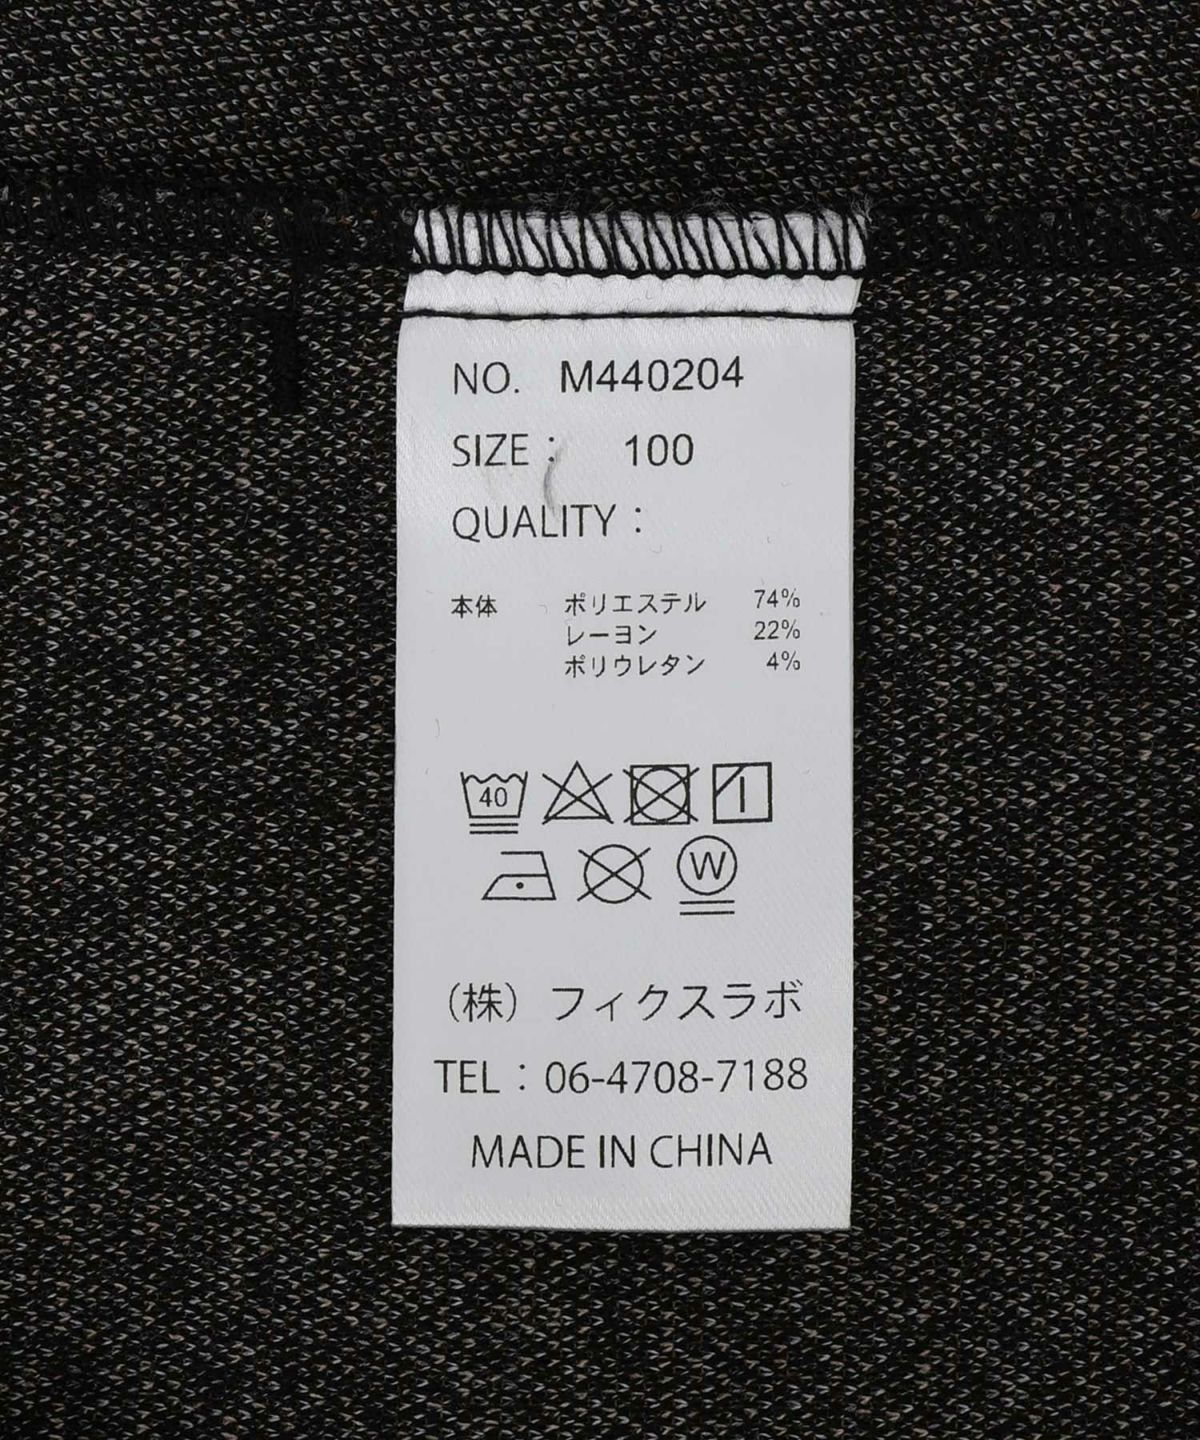 NO. M440204
SIZE： 100
QUALITY：
本体 ポリエステル 74%
レーヨン 22%
ポリウレタン 4%
40
W
（株）フィクスラボ
TEL：06-4708-7188
MADE IN CHINA